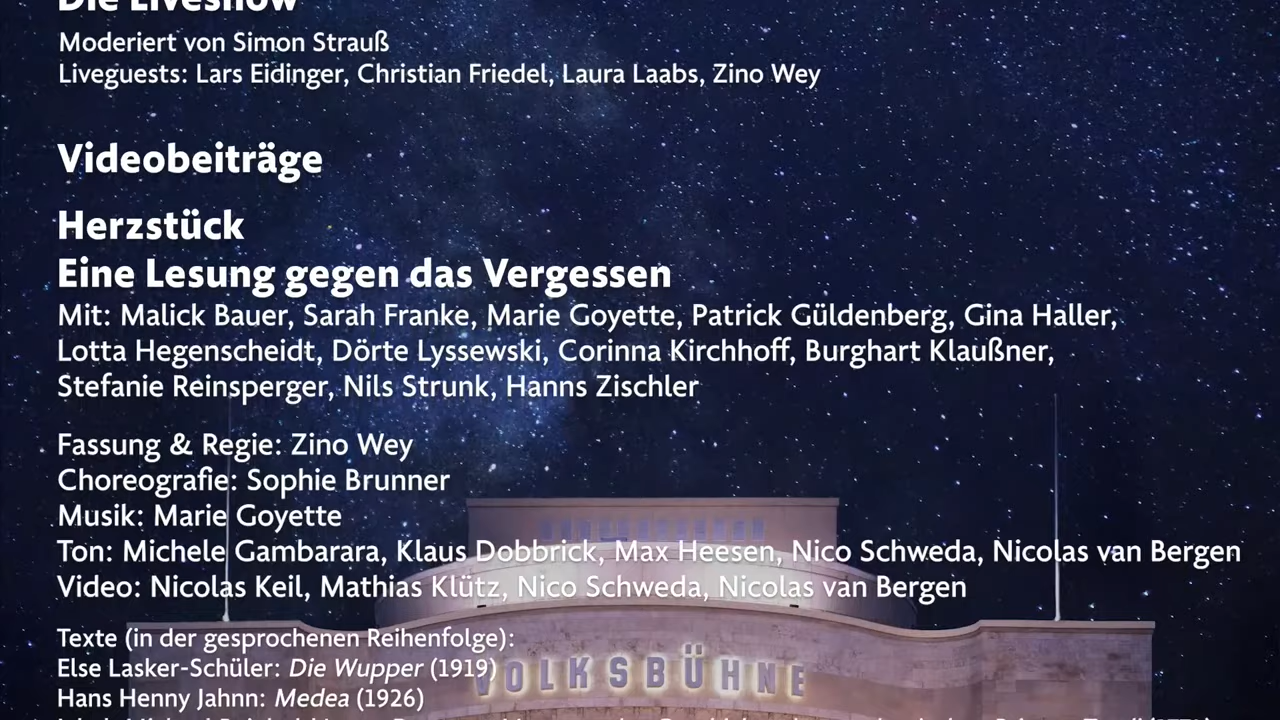 Die Liveshow
Moderiert von Simon Strauß
Liveguests: Lars Eidinger, Christian Friedel, Laura Laabs, Zino Wey
Videobeiträge
Herzstück
Eine Lesung gegen das Vergessen
Mit: Malick Bauer, Sarah Franke, Marie Goyette, Patrick Güldenberg, Gina Haller,
Lotta Hegenscheidt, Dörte Lyssewski, Corinna Kirchhoff, Burghart Klaußner,
Stefanie Reinsperger, Nils Strunk, Hanns Zischler
Fassung & Regie: Zino Wey
Choreografie: Sophie Brunner
Musik: Marie Goyette
Ton: Michele Gambarara, Klaus Dobbrick, Max Heesen, Nico Schweda, Nicolas van Bergen
Video: Nicolas Keil, Mathias Klütz, Nico Schweda, Nicolas van Bergen
Texte (in der gesprochenen Reihenfolge):
Else Lasker-Schüler: Die Wupper (1919)
VOLKSBÜHNE
Hans Henny Jahnn: Medea (1926)